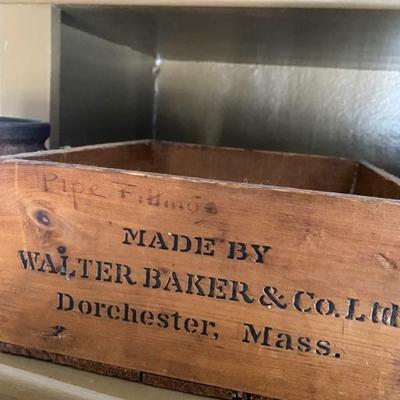 Pipe Fittings
MADE BY
WALTER BAKER & Co. Ltd
Dorchester, Mass.